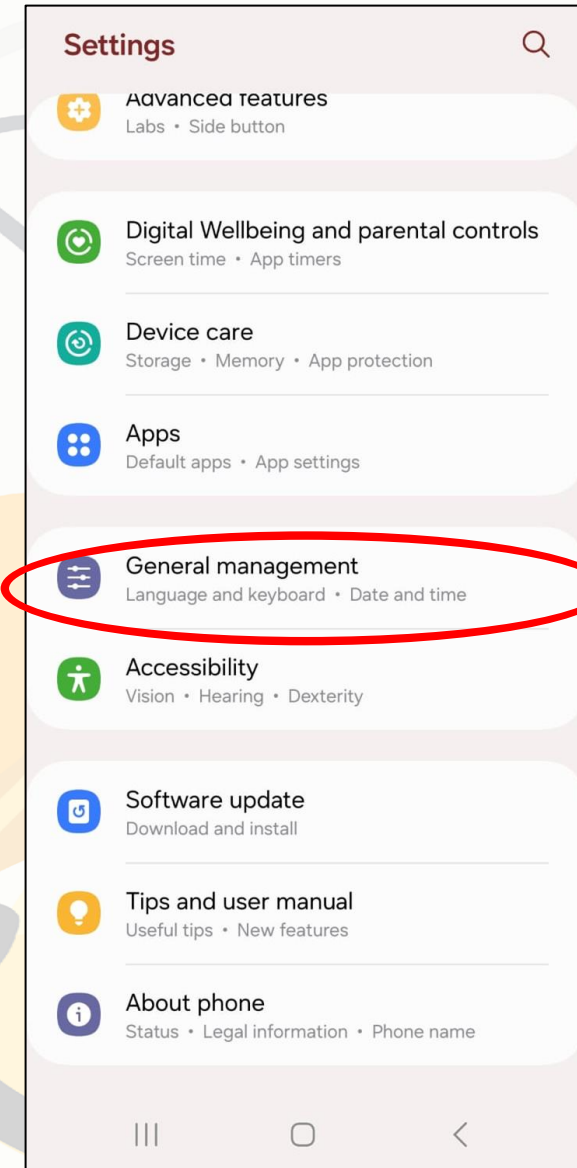 Settings
Advanced features
Labs • Side button
Digital Wellbeing and parental controls
Screen time • App timers
Device care
Storage • Memory • App protection
Apps
Default apps • App settings
General management
Language and keyboard • Date and time
Accessibility
Vision • Hearing • Dexterity
Software update
Download and install
Tips and user manual
Useful tips • New features
About phone
Status • Legal information • Phone name